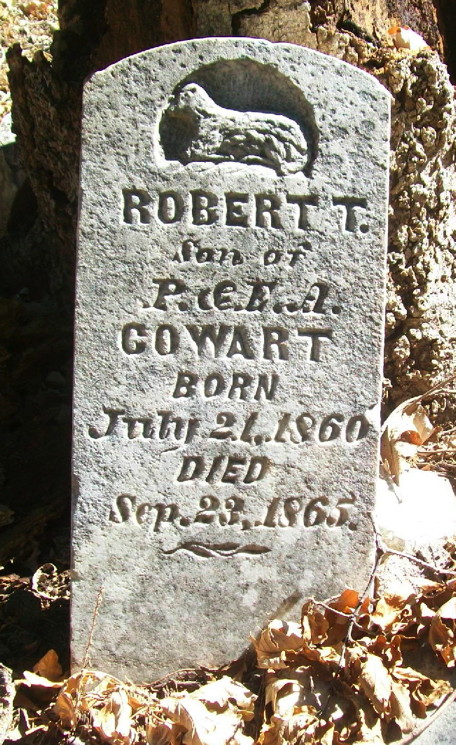 ROBERT T.
son of
P. & E. A.
COWART
BORN
July 21, 1860
DIED
Sep. 23, 1865.